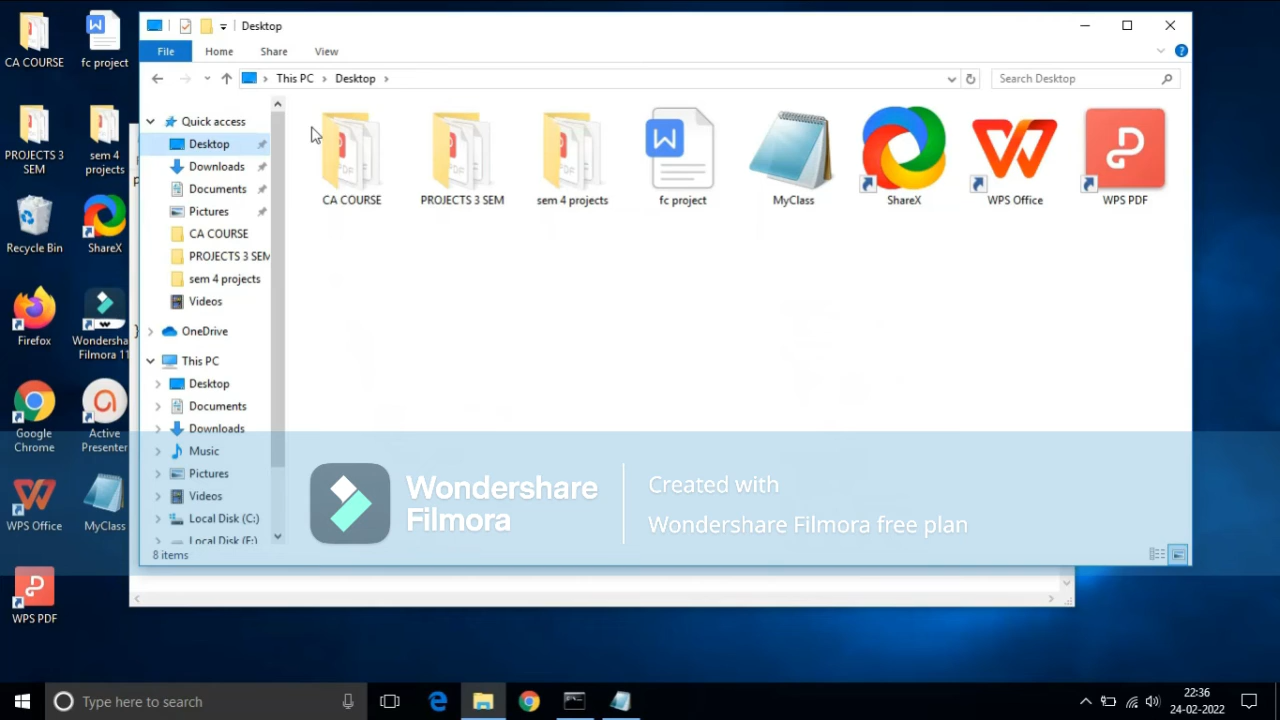 CA COURSE
fc project
PROJECTS 3
SEM
sem 4
projects
Recycle Bin
ShareX
Firefox
Wondersha
Filmora 11
Google
Chrome
Active
Presenter
WPS Office
MyClass
WPS PDF
Desktop
File
Home
Share
View
This PC
Desktop
Search Desktop
Quick access
Desktop
Downloads
Documents
Pictures
CA COURSE
PROJECTS 3 SEM
sem 4 projects
Videos
OneDrive
This PC
Desktop
Documents
Downloads
Music
Pictures
Videos
Local Disk (C:)
Local Disk (E:)
8 items
CA COURSE
PROJECTS 3 SEM
sem 4 projects
fc project
MyClass
ShareX
WPS Office
WPS PDF
Wondershare
Filmora
Created with
Wondershare Filmora free plan
Type here to search
22:36
24-02-2022